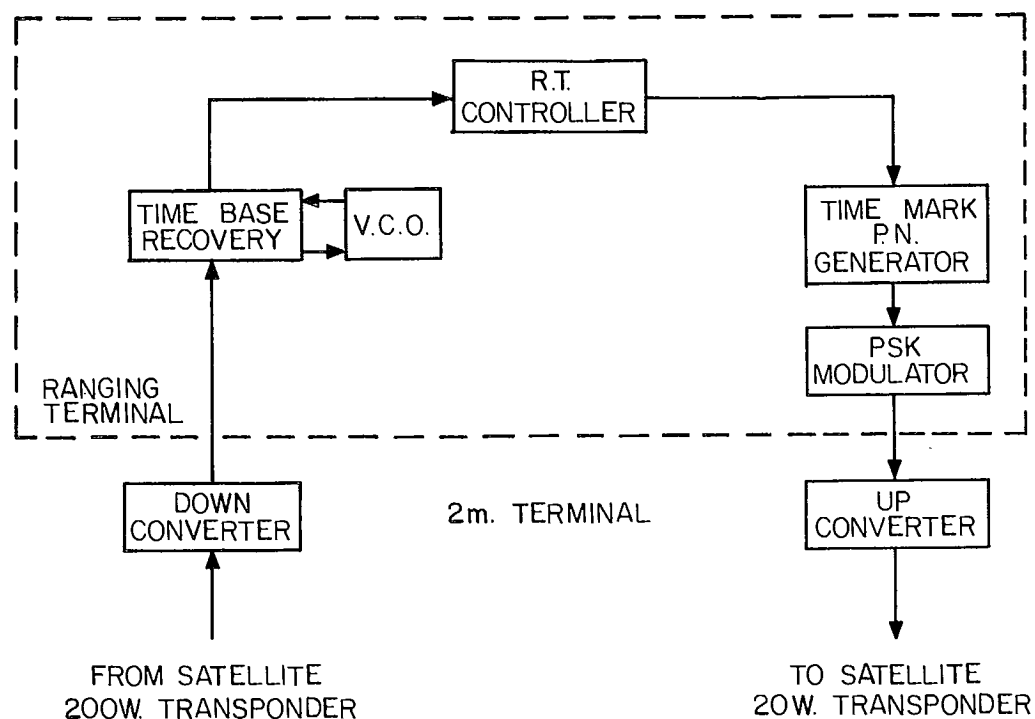 R.T.
CONTROLLER
TIME BASE
RECOVERY
V.C.O.
TIME MARK
P.N.
GENERATOR
PSK
MODULATOR
RANGING
TERMINAL
DOWN
CONVERTER
2m. TERMINAL
UP
CONVERTER
FROM SATELLITE
200W. TRANSPONDER
TO SATELLITE
20W. TRANSPONDER